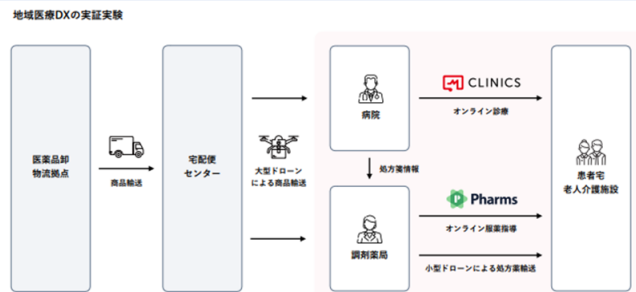 地域医療DXの実証実験
医薬品卸
物流拠点
商品輸送
宅配便
センター
大型ドローン
による商品輸送
病院
CLINICS
オンライン診療
処方箋情報
調剤薬局
Pharms
オンライン服薬指導
小型ドローンによる処方薬輸送
患者宅
老人介護施設